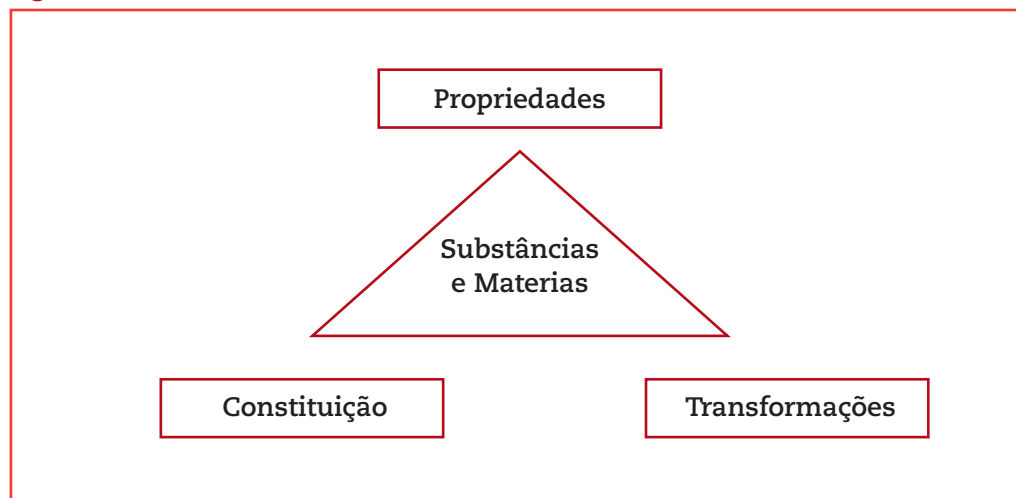 Propriedades
Substâncias
e Materias
Constituição
Transformações